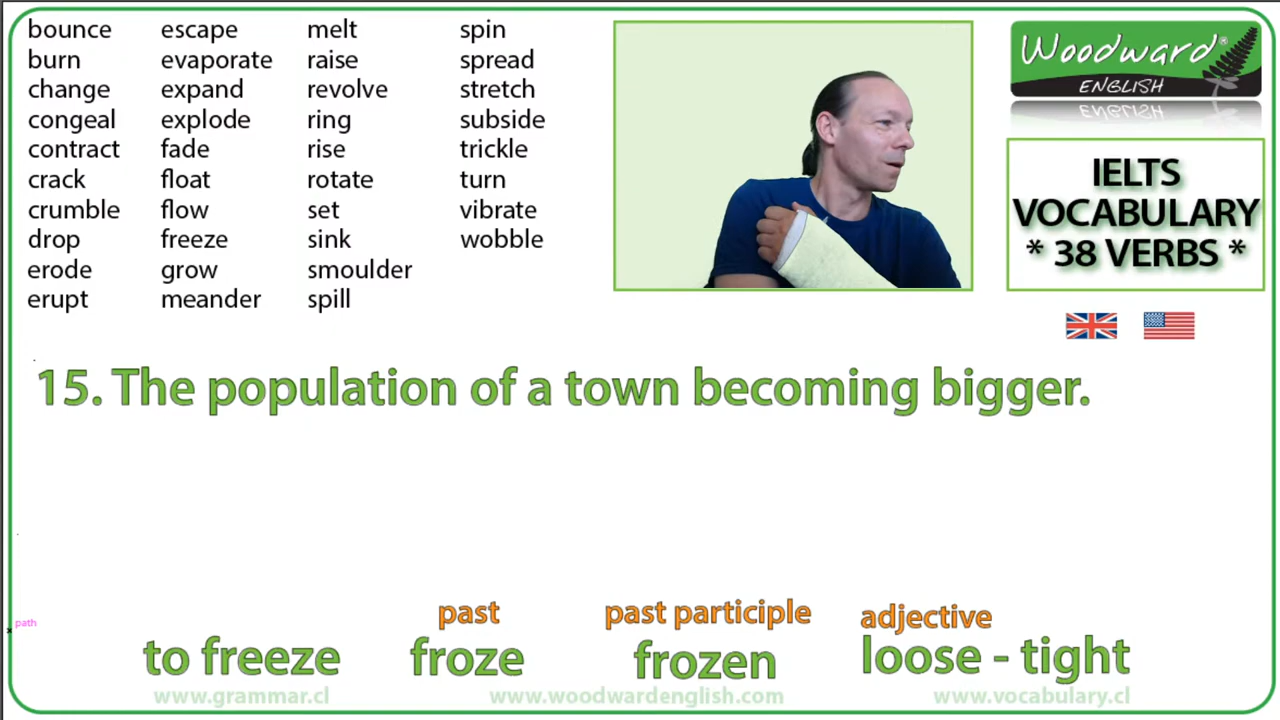 bounce escape melt spin
burn evaporate raise spread
change expand revolve stretch
congeal explode ring subside
contract fade rise trickle
crack float rotate turn
crumble flow set vibrate
drop freeze sink wobble
erode grow smoulder
erupt meander spill
Woodward®
ENGLISH
IELTS
VOCABULARY
* 38 VERBS *
15. The population of a town becoming bigger.
path
past past participle adjective
to freeze froze frozen loose - tight
www.grammar.cl www.woodwardenglish.com www.vocabulary.cl